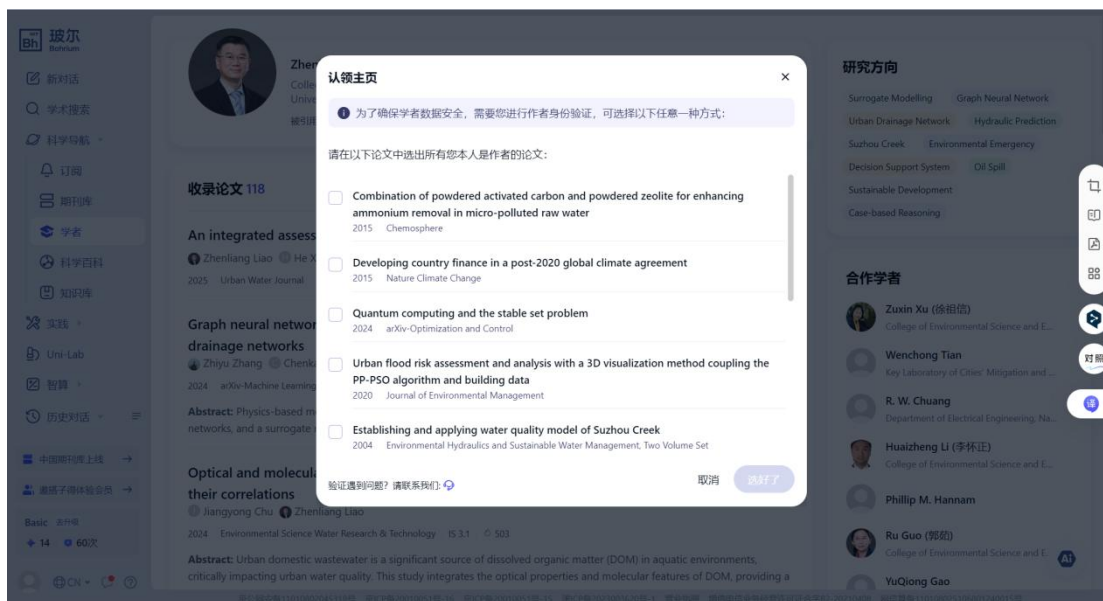 玻尔
Bohrium
新对话
学术搜索
科学导航
订阅
期刊库
学者
科学百科
知识库
实践
Uni-Lab
智算
历史对话
中国期刊库上线 →
邀搭子得体验会员 →
Basic 去升级
14 60次
CN
Zhen
Colle
Unive
被引用
收录论文 118
An integrated assess
Zhenliang Liao He X
2025 Urban Water Journal
Graph neural networ
drainage networks
Zhiyu Zhang Chenk
2024 arXiv-Machine Learning
Abstract: Physics-based m
networks, and a surrogate
Optical and molecula
their correlations
Jiangyong Chu Zhenliang Liao
2024 Environmental Science Water Research & Technology IS 3.1 503
Abstract: Urban domestic wastewater is a significant source of dissolved organic matter (DOM) in aquatic environments,
critically impacting urban water quality. This study integrates the optical properties and molecular features of DOM, providing a
认领主页
为了确保学者数据安全，需要您进行作者身份验证，可选择以下任意一种方式：
请在以下论文中选出所有您本人是作者的论文：
Combination of powdered activated carbon and powdered zeolite for enhancing
ammonium removal in micro-polluted raw water
2015 Chemosphere
Developing country finance in a post-2020 global climate agreement
2015 Nature Climate Change
Quantum computing and the stable set problem
2024 arXiv-Optimization and Control
Urban flood risk assessment and analysis with a 3D visualization method coupling the
PP-PSO algorithm and building data
2020 Journal of Environmental Management
Establishing and applying water quality model of Suzhou Creek
2004 Environmental Hydraulics and Sustainable Water Management, Two Volume Set
验证遇到问题？请联系我们：
取消
选好了
研究方向
Surrogate Modelling Graph Neural Network
Urban Drainage Network Hydraulic Prediction
Suzhou Creek Environmental Emergency
Decision Support System Oil Spill
Sustainable Development
Case-based Reasoning
合作学者
Zuxin Xu (徐祖信)
College of Environmental Science and E...
Wenchong Tian
Key Laboratory of Cities' Mitigation and ...
R. W. Chuang
Department of Electrical Engineering, Na...
Huaizheng Li (李怀正)
College of Environmental Science and E...
Phillip M. Hannam
Ru Guo (郭茹)
College of Environmental Science and E
YuQiong Gao
对照
译
AI